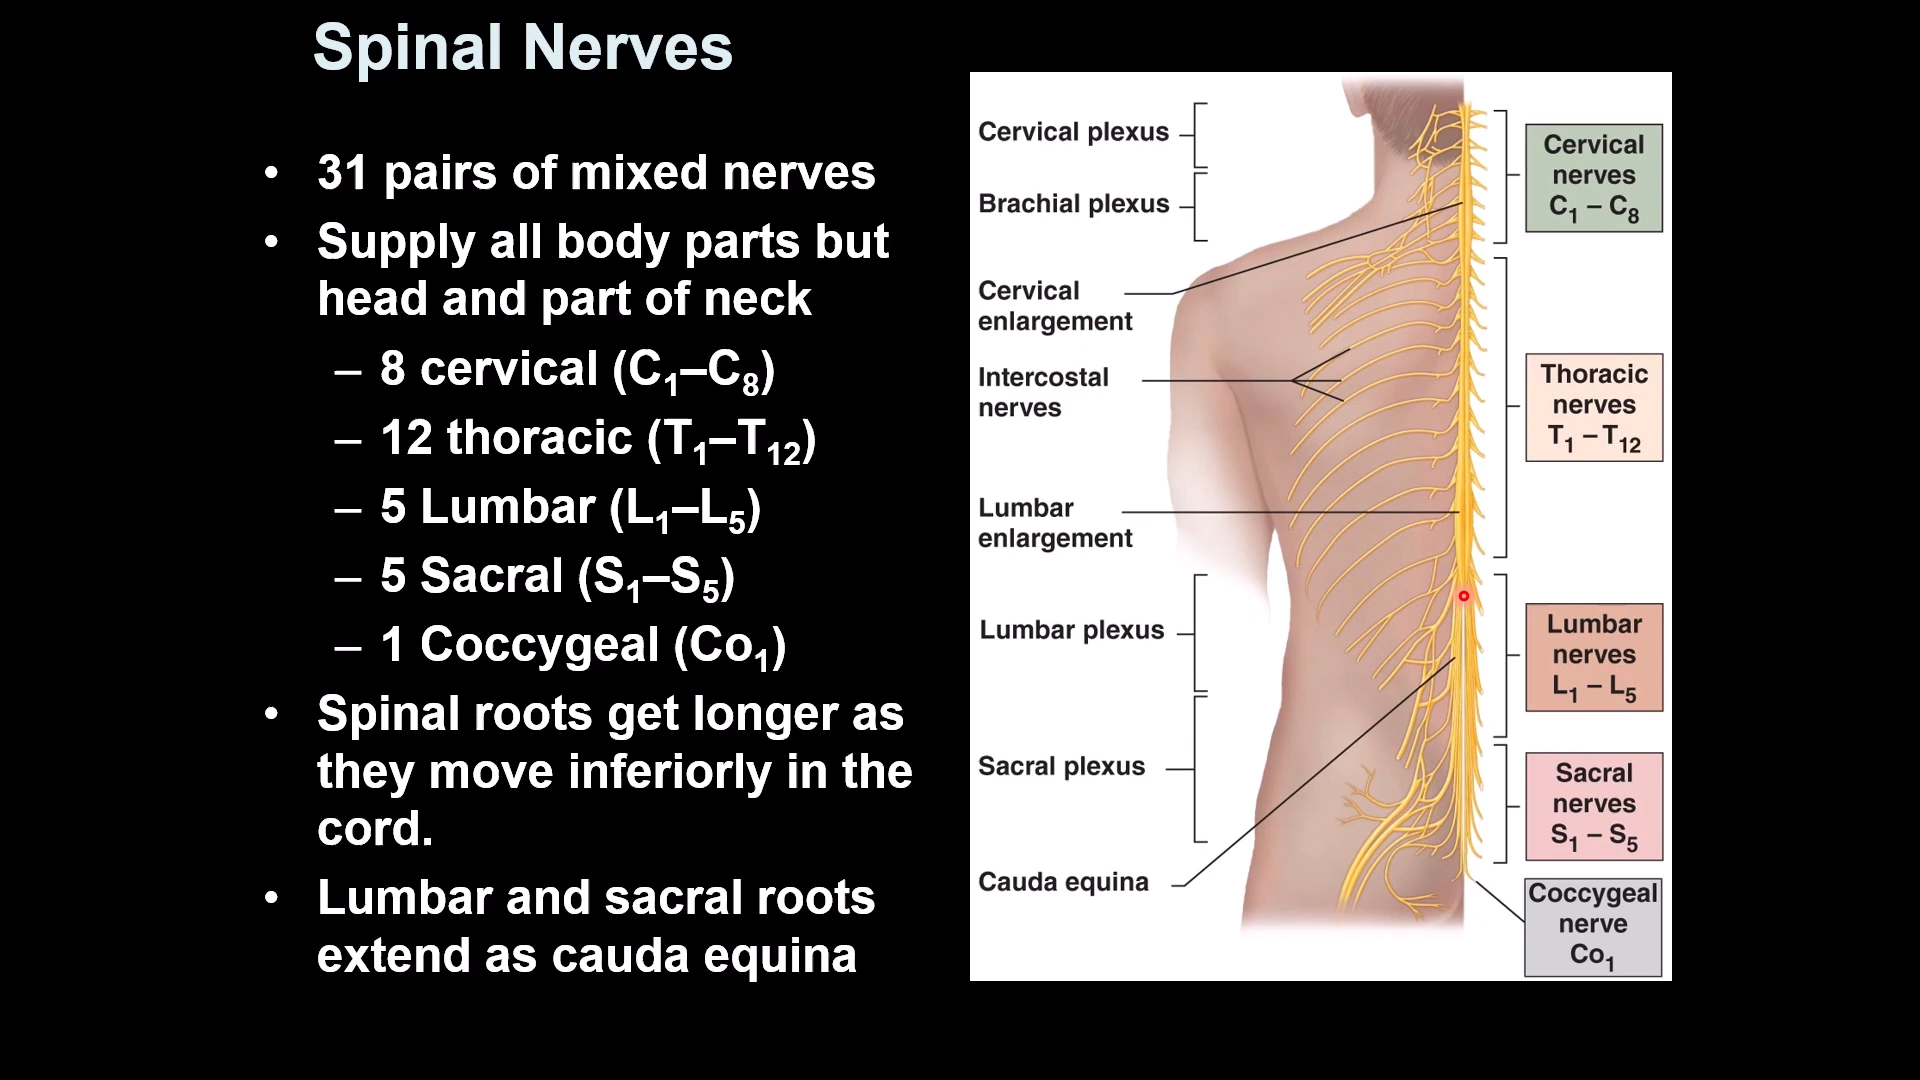 Spinal Nerves
• 31 pairs of mixed nerves
• Supply all body parts but
head and part of neck
– 8 cervical (C₁–C₈)
– 12 thoracic (T₁–T₁₂)
– 5 Lumbar (L₁–L₅)
– 5 Sacral (S₁–S₅)
– 1 Coccygeal (Co₁)
• Spinal roots get longer as
they move inferiorly in the
cord.
• Lumbar and sacral roots
extend as cauda equina
Cervical plexus
Brachial plexus
Cervical
enlargement
Intercostal
nerves
Lumbar
enlargement
Lumbar plexus
Sacral plexus
Cauda equina
Cervical
nerves
C₁ – C₈
Thoracic
nerves
T₁ – T₁₂
Lumbar
nerves
L₁ – L₅
Sacral
nerves
S₁ – S₅
Coccygeal
nerve
Co₁